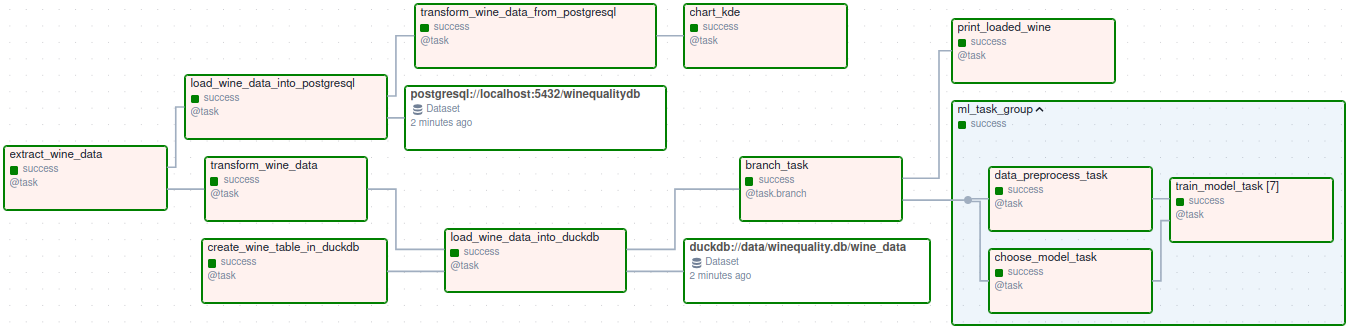 transform_wine_data_from_postgresql
success
@task
chart_kde
success
@task
print_loaded_wine
success
@task
load_wine_data_into_postgresql
success
@task
postgresql://localhost:5432/winequalitydb
Dataset
2 minutes ago
ml_task_group
success
extract_wine_data
success
@task
transform_wine_data
success
@task
branch_task
success
@task.branch
data_preprocess_task
success
@task
train_model_task [7]
success
@task
create_wine_table_in_duckdb
success
@task
load_wine_data_into_duckdb
success
@task
duckdb://data/winequality.db/wine_data
Dataset
2 minutes ago
choose_model_task
success
@task